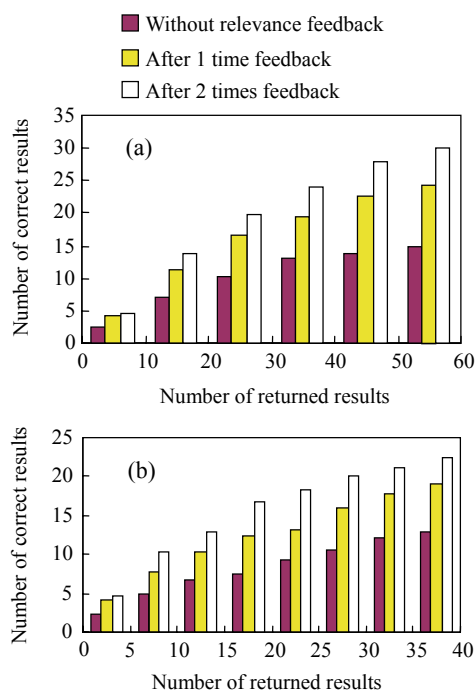 Without relevance feedback
After 1 time feedback
After 2 times feedback
(a)
Number of correct results
35
30
25
20
15
10
5
0
0 10 20 30 40 50 60
Number of returned results
(b)
Number of correct results
25
20
15
10
5
0
0 5 10 15 20 25 30 35 40
Number of returned results